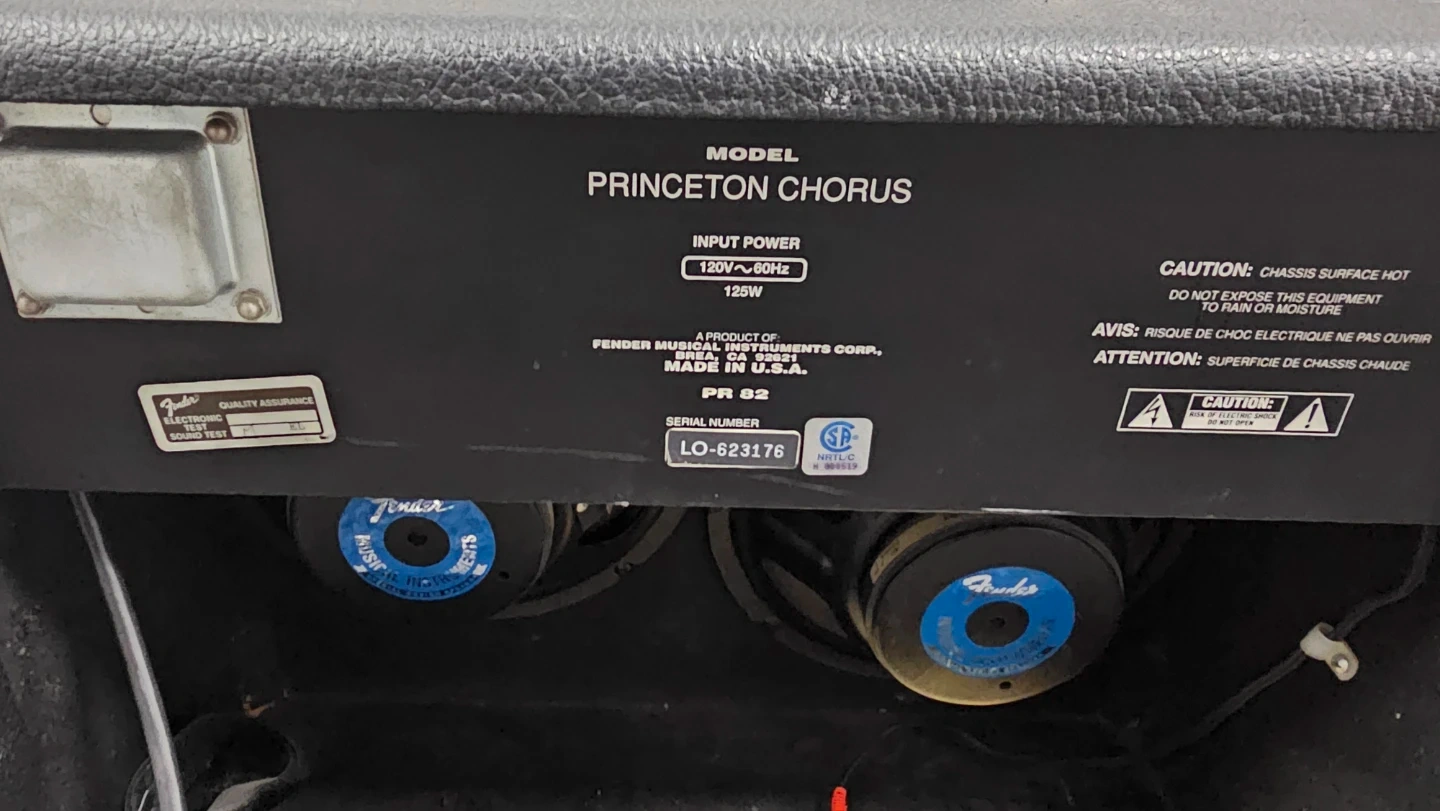 MODEL
PRINCETON CHORUS
INPUT POWER
120V~60Hz
125W
A PRODUCT OF:
FENDER MUSICAL INSTRUMENTS CORP.,
BREA, CA 92621
MADE IN U.S.A.
PR 82
SERIAL NUMBER
LO-623176
CSA
NRTL/C
CAUTION: CHASSIS SURFACE HOT
DO NOT EXPOSE THIS EQUIPMENT
TO RAIN OR MOISTURE
AVIS: RISQUE DE CHOC ELECTRIQUE NE PAS OUVRIR
ATTENTION: SUPERFICIE DE CHASSIS CHAUDE
CAUTION:
RISK OF ELECTRIC SHOCK
DO NOT OPEN
Fender
QUALITY ASSURANCE
ELECTRONIC
TEST
SOUND TEST
Fender
MUSIC INSTRUMENTS
Fender